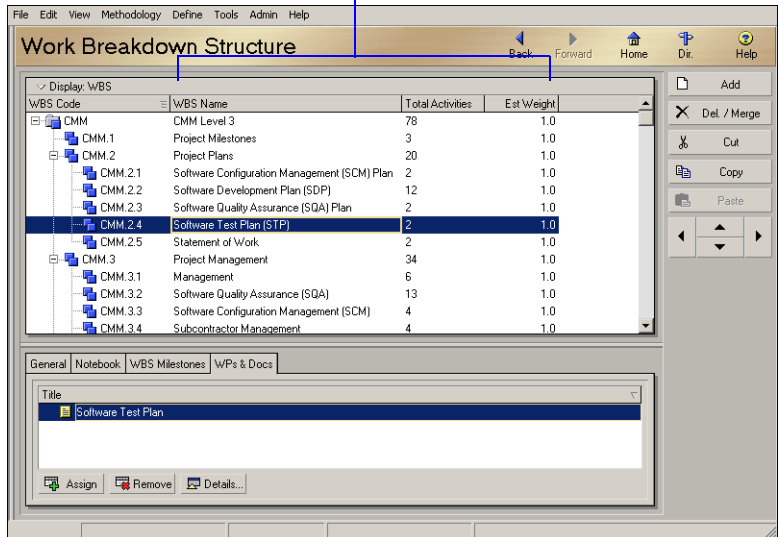 File Edit View Methodology Define Tools Admin Help
Work Breakdown Structure
Back Forward Home Dir. Help
Display: WBS
WBS Code WBS Name Total Activities Est Weight
CMM CMM Level 3 78 1.0
CMM.1 Project Milestones 3 1.0
CMM.2 Project Plans 20 1.0
CMM.2.1 Software Configuration Management (SCM) Plan 2 1.0
CMM.2.2 Software Development Plan (SDP) 12 1.0
CMM.2.3 Software Quality Assurance (SQA) Plan 2 1.0
CMM.2.4 Software Test Plan (STP) 2 1.0
CMM.2.5 Statement of Work 2 1.0
CMM.3 Project Management 34 1.0
CMM.3.1 Management 6 1.0
CMM.3.2 Software Quality Assurance (SQA) 13 1.0
CMM.3.3 Software Configuration Management (SCM) 4 1.0
CMM.3.4 Subcontractor Management 4 1.0
Add
Del. / Merge
Cut
Copy
Paste
General Notebook WBS Milestones WPs & Docs
Title
Software Test Plan
Assign Remove Details...